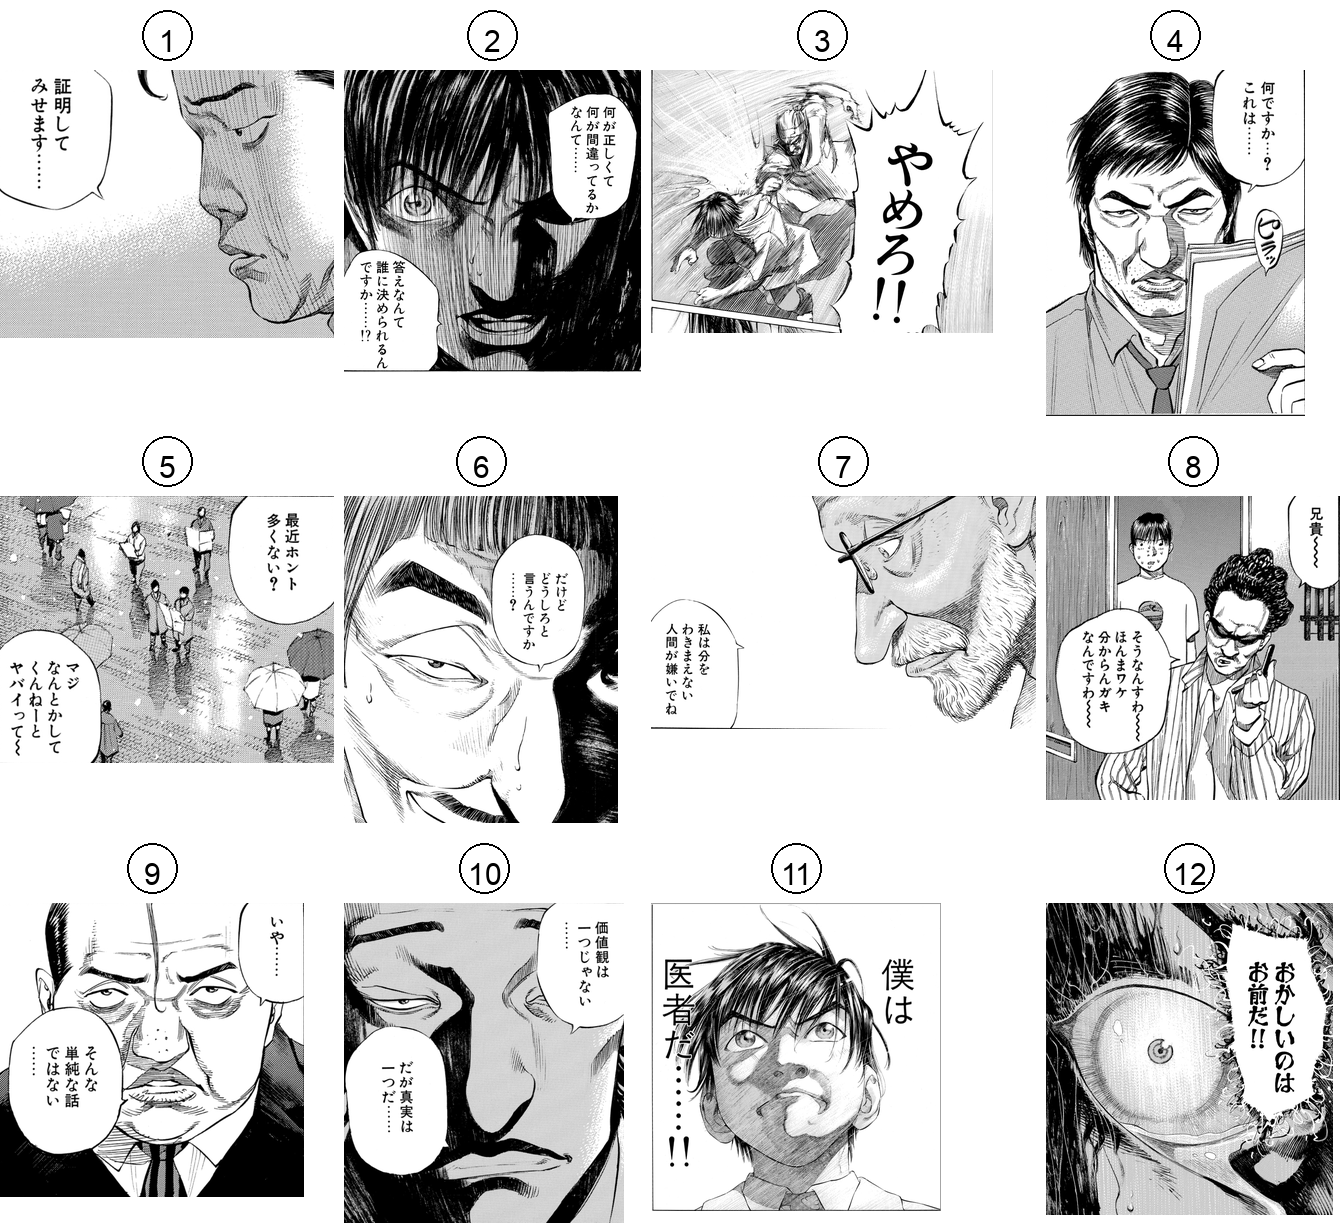 1
証明して
みせます……
2
何が正しくて
何が間違ってるか
なんて……
答えなんて
誰に決められるん
ですか……!?
3
やめろ!!
4
何ですか…?
これは……
ピラッ
5
最近ホント
多くない?
マジ
なんとかして
くんねーと
ヤバイって〜
6
だけど
どうしろと
言うんですか
……?
7
私は分を
わきまえない
人間が嫌いでね
8
兄貴〜〜〜
そうなんすわ〜〜
ほんまワケ
分からんガキ
なんですわ〜〜〜
9
いや……
そんな
単純な話
ではない
……
10
価値観は
一つじゃない
……
だが真実は
一つだ……
11
僕は
医者だ……‥!!
12
おかしいのは
お前だ!!